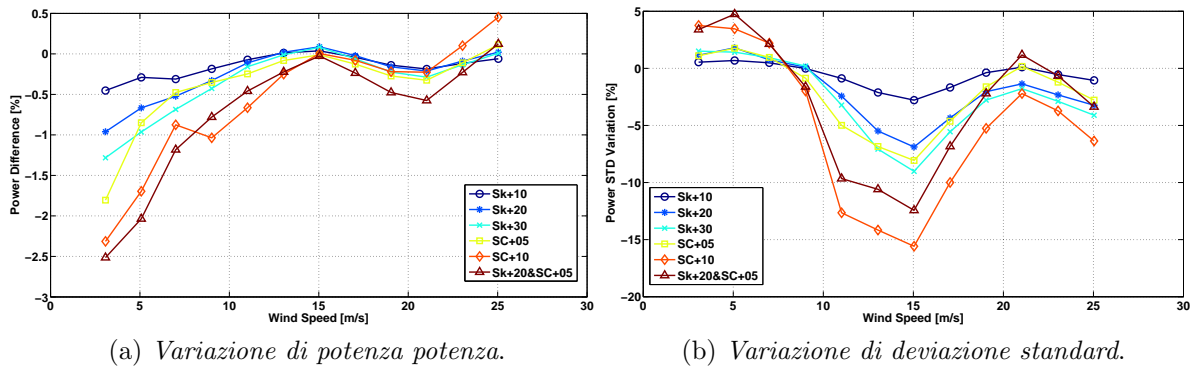 0.5
0
−0.5
−1
−1.5
−2
−2.5
−3
Power Difference [%]
0 5 10 15 20 25 30
Wind Speed [m/s]
Sk+10
Sk+20
Sk+30
SC+05
SC+10
Sk+20&SC+05
(a) Variazione di potenza potenza.
5
0
−5
−10
−15
−20
Power STD Variation [%]
0 5 10 15 20 25 30
Wind Speed [m/s]
Sk+10
Sk+20
Sk+30
SC+05
SC+10
Sk+20&SC+05
(b) Variazione di deviazione standard.